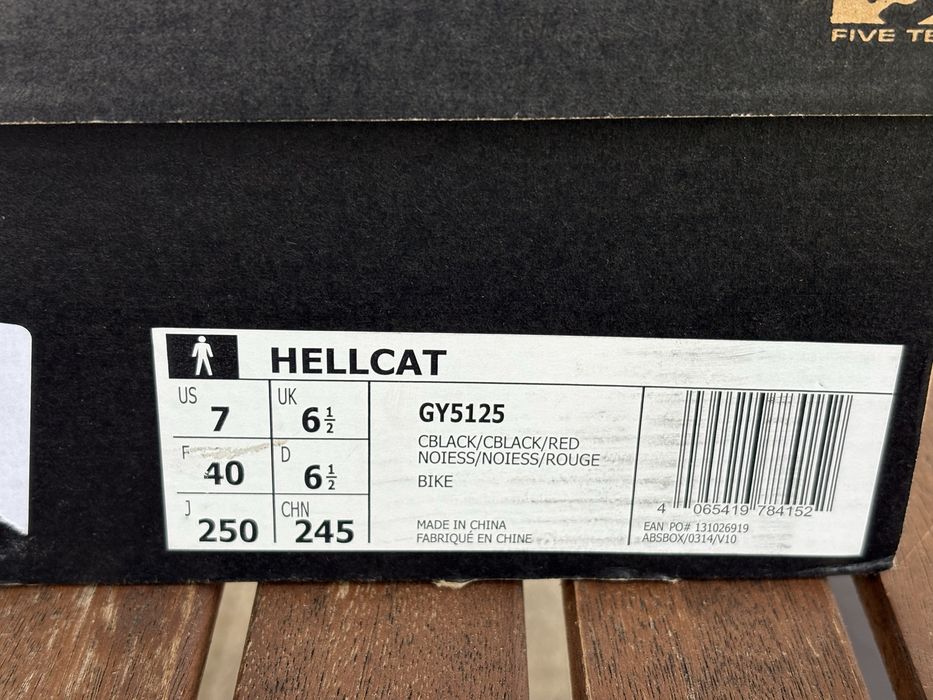 FIVE TE
HELLCAT
US 7 UK 6 ½
F 40 D 6 ½
J 250 CHN 245
GY5125
CBLACK/CBLACK/RED
NOIESS/NOIESS/ROUGE
BIKE
MADE IN CHINA
FABRIQUÉ EN CHINE
4 065419 784152
EAN PO# 131026919
ABSBOX/0314/V10